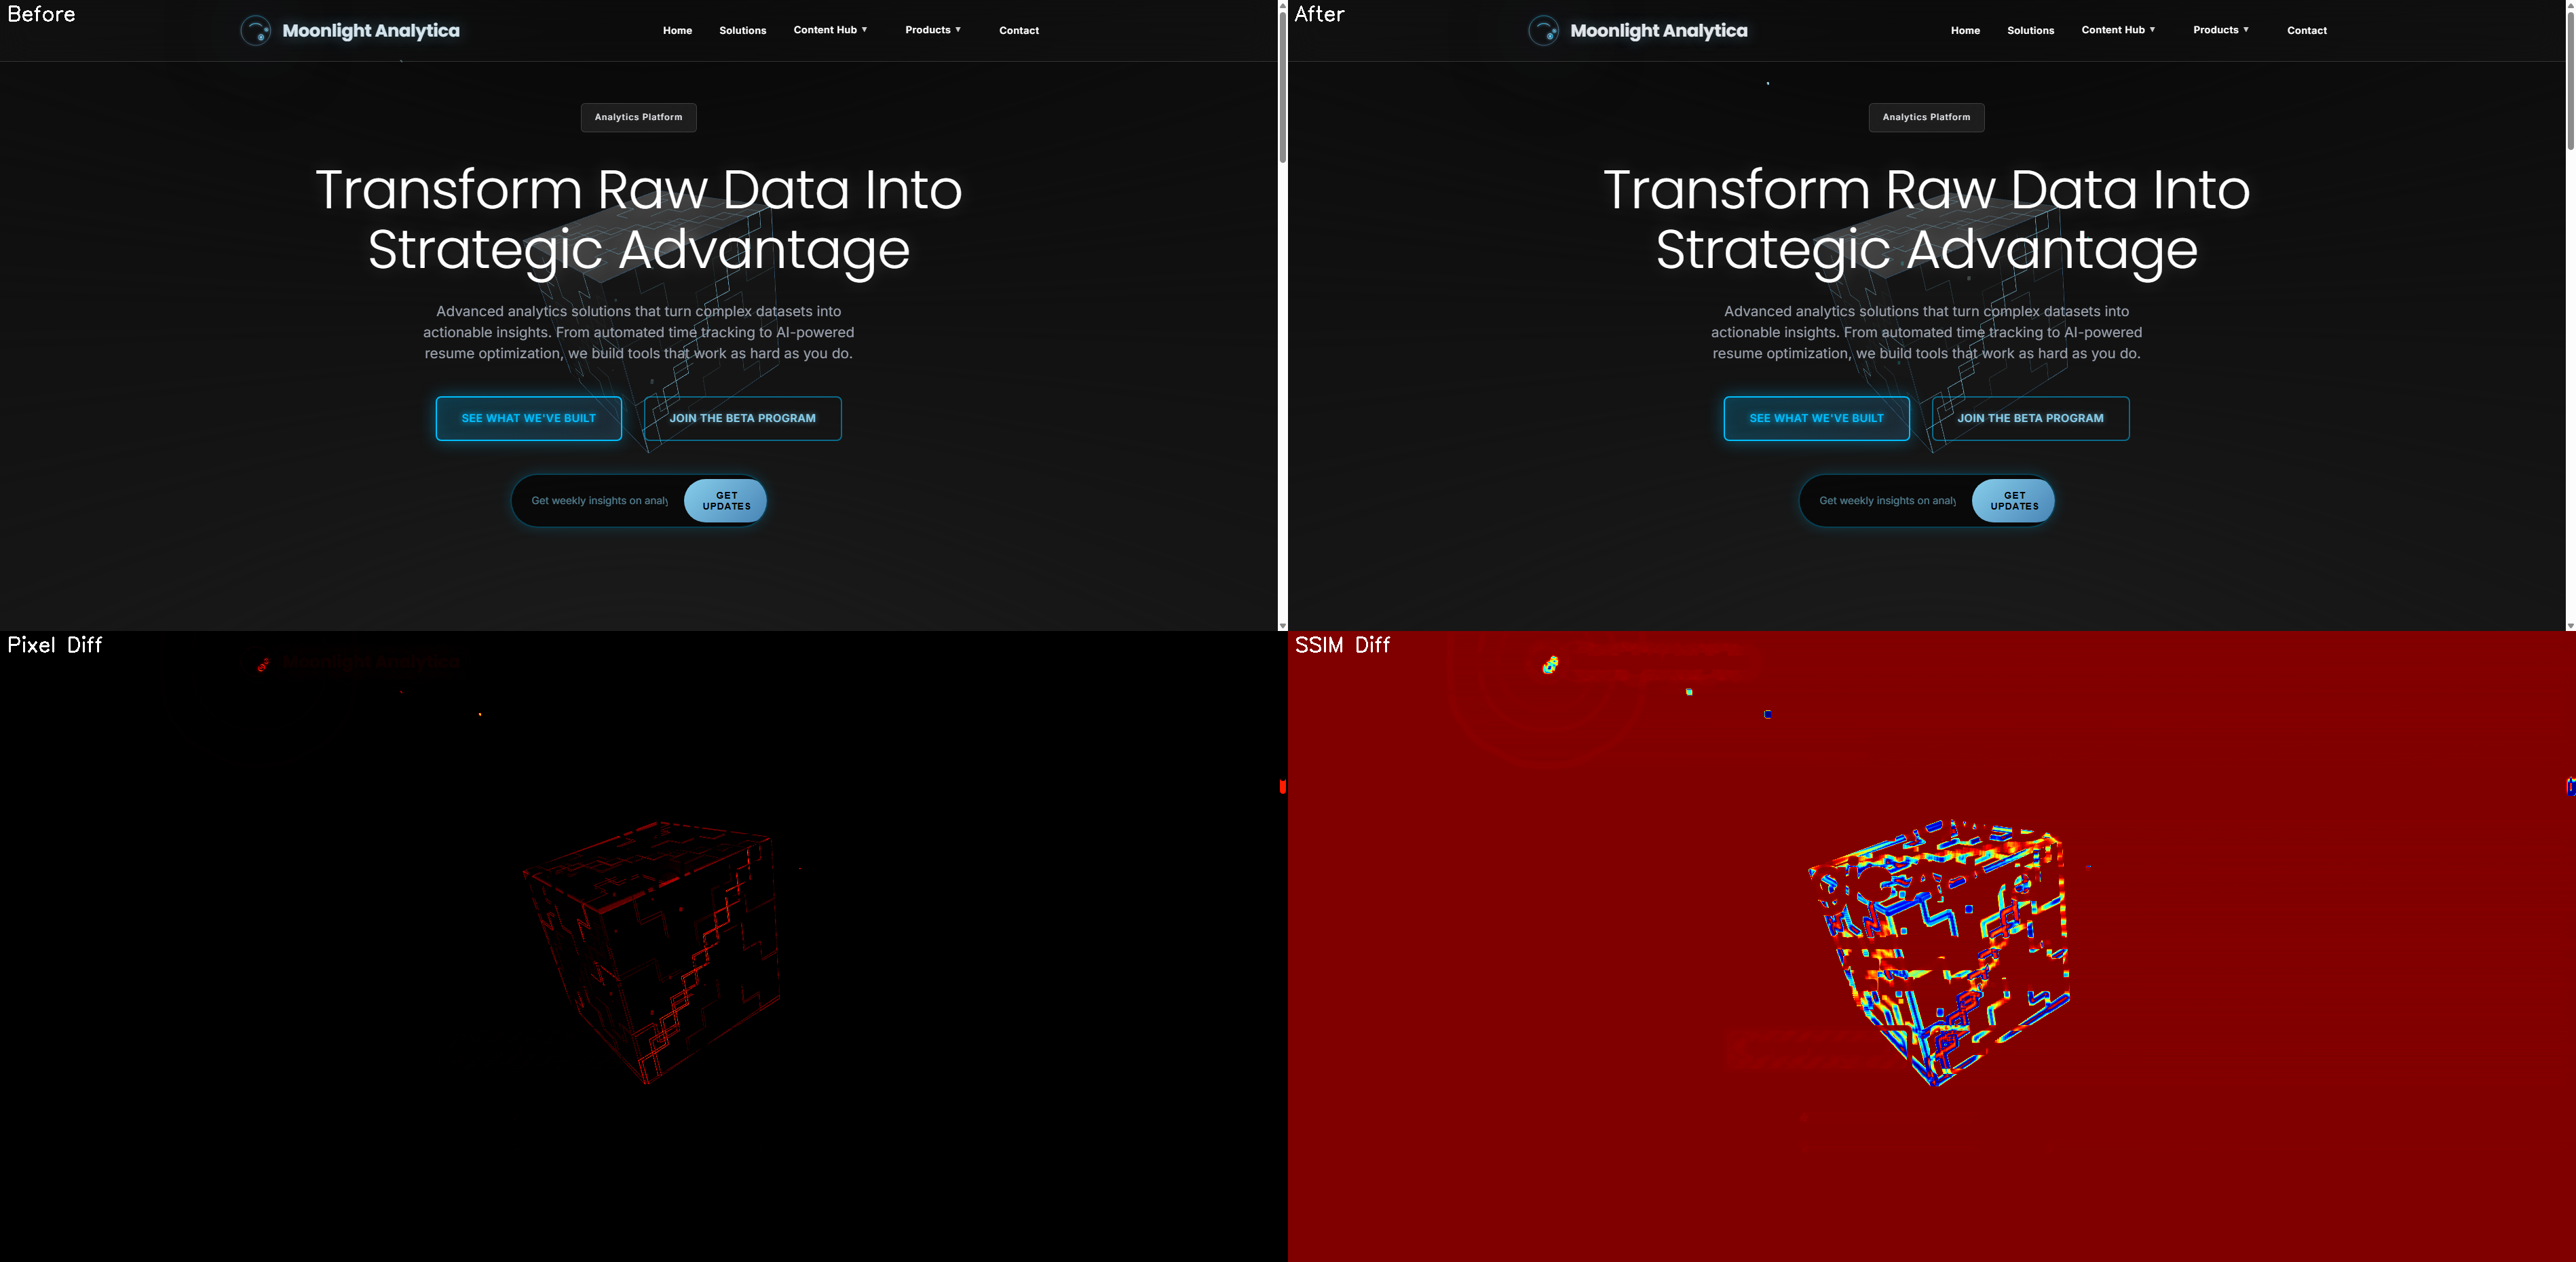 Before
Moonlight Analytica
Home Solutions Content Hub ▼ Products ▼ Contact
Analytics Platform
Transform Raw Data Into
Strategic Advantage
Advanced analytics solutions that turn complex datasets into
actionable insights. From automated time tracking to AI-powered
resume optimization, we build tools that work as hard as you do.
SEE WHAT WE'VE BUILT JOIN THE BETA PROGRAM
Get weekly insights on analy
GET
UPDATES
After
Moonlight Analytica
Home Solutions Content Hub ▼ Products ▼ Contact
Analytics Platform
Transform Raw Data Into
Strategic Advantage
Advanced analytics solutions that turn complex datasets into
actionable insights. From automated time tracking to AI-powered
resume optimization, we build tools that work as hard as you do.
SEE WHAT WE'VE BUILT JOIN THE BETA PROGRAM
Get weekly insights on analy
GET
UPDATES
Pixel Diff
Moonlight Analytica
SSIM Diff